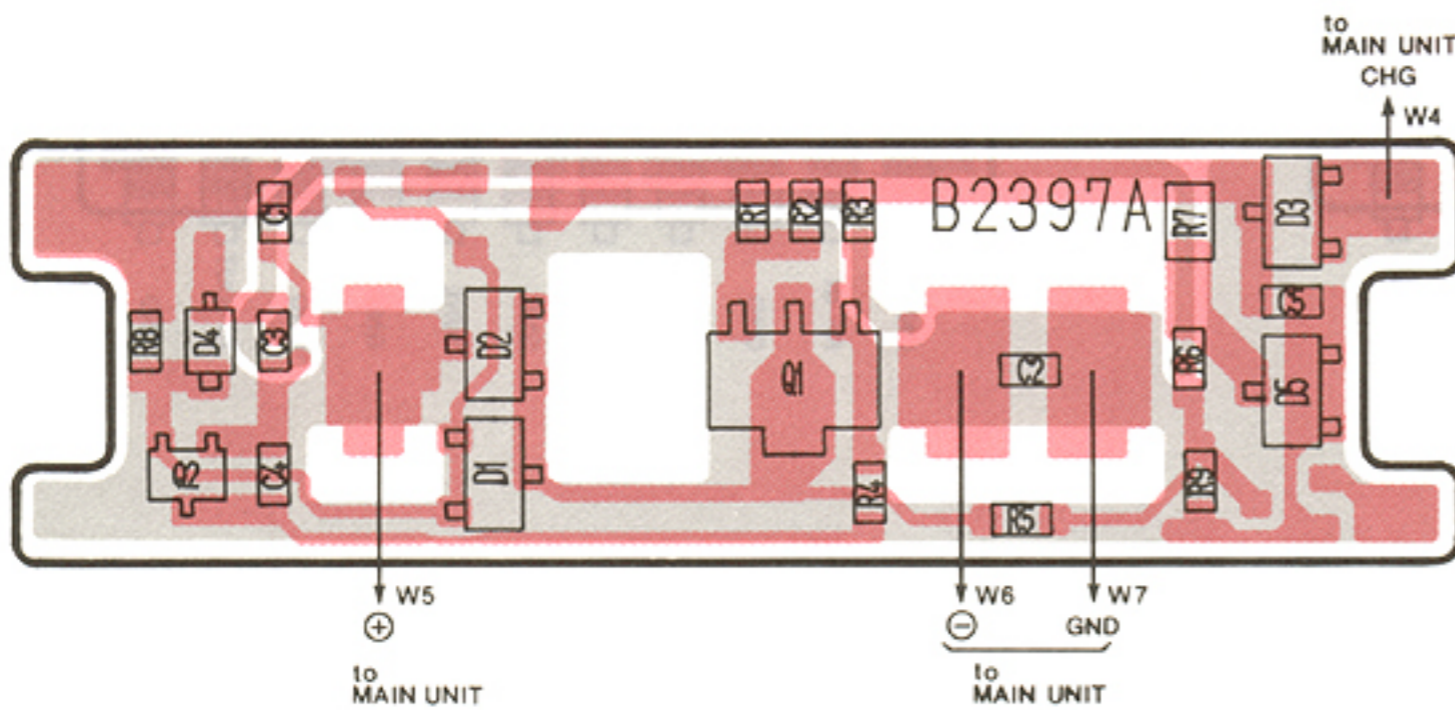 to
MAIN UNIT
CHG
W4
C1
R1
R2
R3
B2397A
R7
D3
R8
D4
C3
D2
Q1
C2
R6
C5
D5
C4
D1
R4
R5
R9
W5
⊕
to
MAIN UNIT
W6
W7
⊖
GND
to
MAIN UNIT